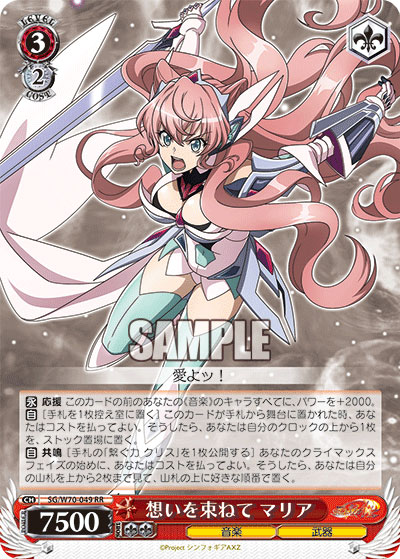 LEVEL
3
2
COST
SAMPLE
愛よッ!
永 応援 このカードの前のあなたの《音楽》のキャラすべてに、パワーを+2000。
自 [手札を1枚控え室に置く] このカードが手札から舞台に置かれた時、あな
たはコストを払ってよい。そうしたら、あなたは自分のクロックの上から1枚
を、ストック置場に置く。
自 共鳴 [手札の「繋ぐ力 クリス」を1枚公開する] あなたのクライマックス
フェイズの始めに、あなたはコストを払ってよい。そうしたら、あなたは自分
の山札を上から2枚まで見て、山札の上に好きな順番で置く。
CH
SG/W70-049 RR
7500
想いを束ねて マリア
音楽
武器
©Project シンフォギアAXZ